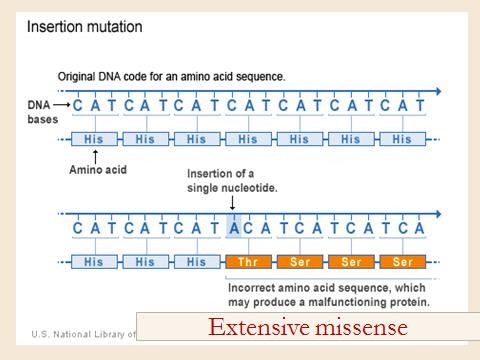 Insertion mutation
Original DNA code for an amino acid sequence.
DNA bases
C A T C A T C A T C A T C A T C A T C A T
His His His His His His His
Amino acid
Insertion of a
single nucleotide.
C A T C A T C A T A C A T C A T C A T C A
His His His Thr Ser Ser Ser
Incorrect amino acid sequence, which
may produce a malfunctioning protein.
U.S. National Library of
Extensive missense